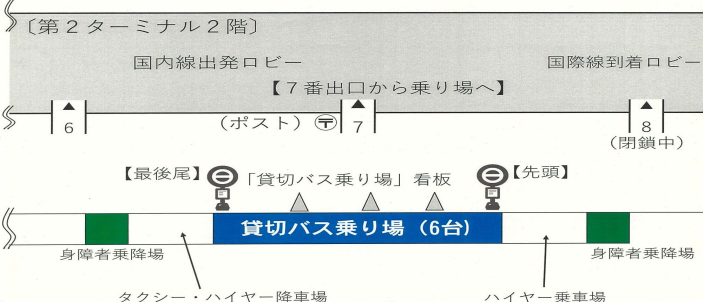 〔第２ターミナル２階〕
国内線出発ロビー
国際線到着ロビー
【７番出口から乗り場へ】
6
（ポスト）〒
7
8
（閉鎖中）
【最後尾】
「貸切バス乗り場」看板
【先頭】
貸切バス乗り場（6台）
身障者乗降場
身障者乗降場
タクシー・ハイヤー降車場
ハイヤー乗車場